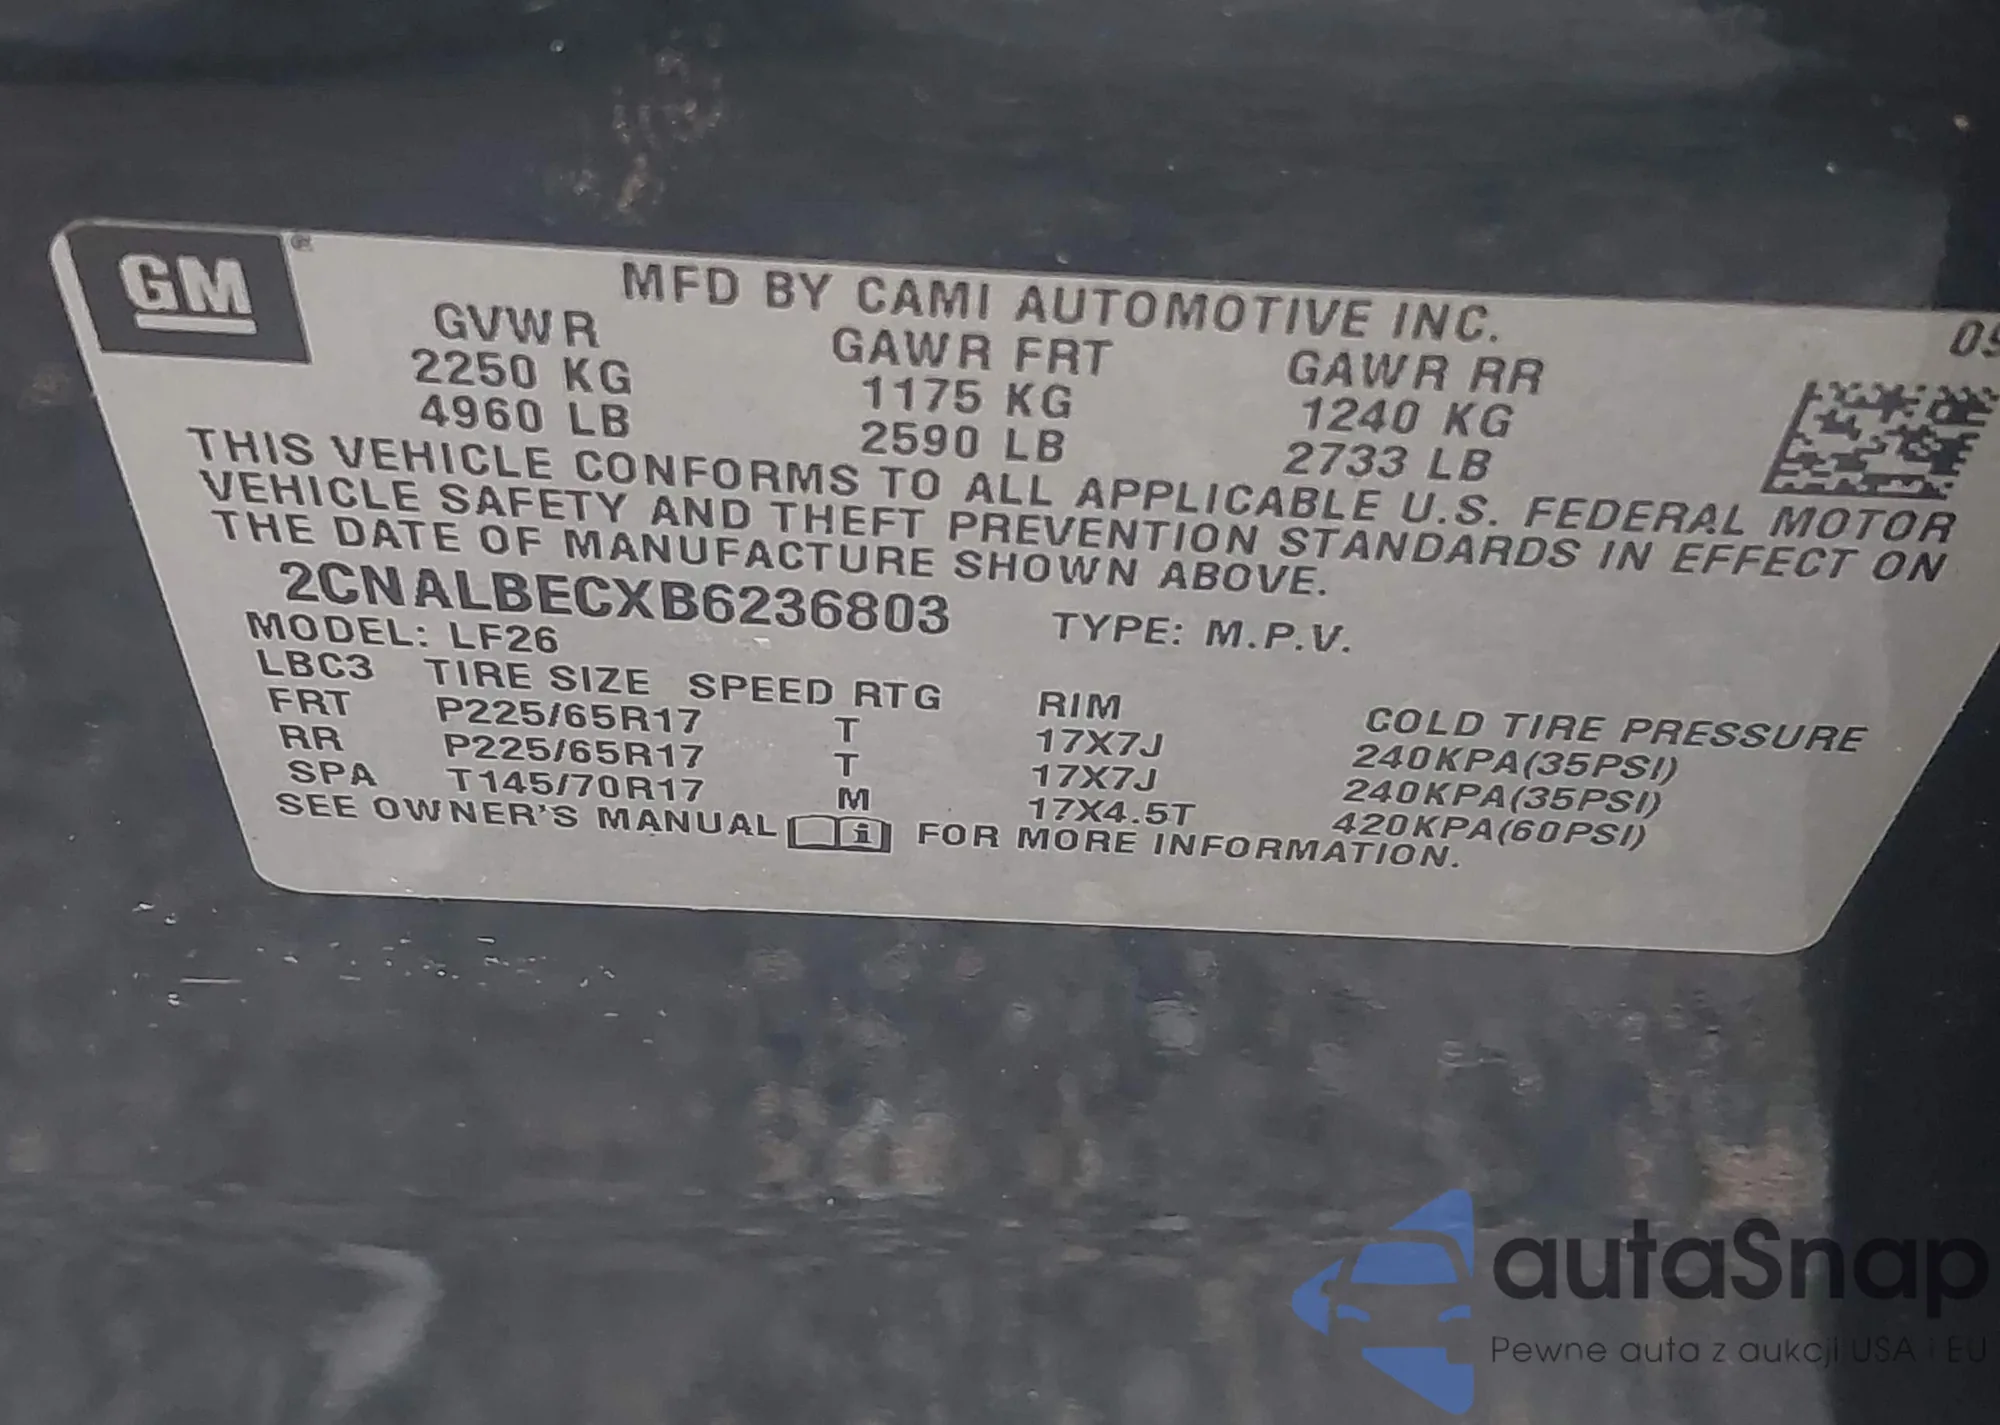 GM
MFD BY CAMI AUTOMOTIVE INC.
09
GVWR GAWR FRT GAWR RR
2250 KG 1175 KG 1240 KG
4960 LB 2590 LB 2733 LB
THIS VEHICLE CONFORMS TO ALL APPLICABLE U.S. FEDERAL MOTOR
VEHICLE SAFETY AND THEFT PREVENTION STANDARDS IN EFFECT ON
THE DATE OF MANUFACTURE SHOWN ABOVE.
2CNALBECXB6236803 TYPE: M.P.V.
MODEL: LF26
LBC3 TIRE SIZE SPEED RTG RIM COLD TIRE PRESSURE
FRT P225/65R17 T 17X7J 240KPA(35PSI)
RR P225/65R17 T 17X7J 240KPA(35PSI)
SPA T145/70R17 M 17X4.5T 420KPA(60PSI)
SEE OWNER'S MANUAL i FOR MORE INFORMATION.
autaSnap
Pewne auta z aukcji USA i EU